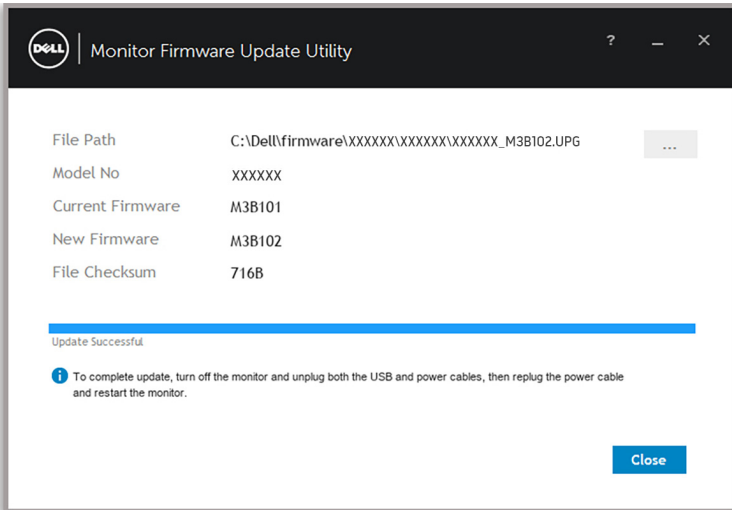 DELL Monitor Firmware Update Utility ? _ ×
File Path C:\Dell\firmware\XXXXXX\XXXXXX\XXXXXX_M3B102.UPG ...
Model No XXXXXX
Current Firmware M3B101
New Firmware M3B102
File Checksum 716B
Update Successful
i To complete update, turn off the monitor and unplug both the USB and power cables, then replug the power cable
and restart the monitor.
Close